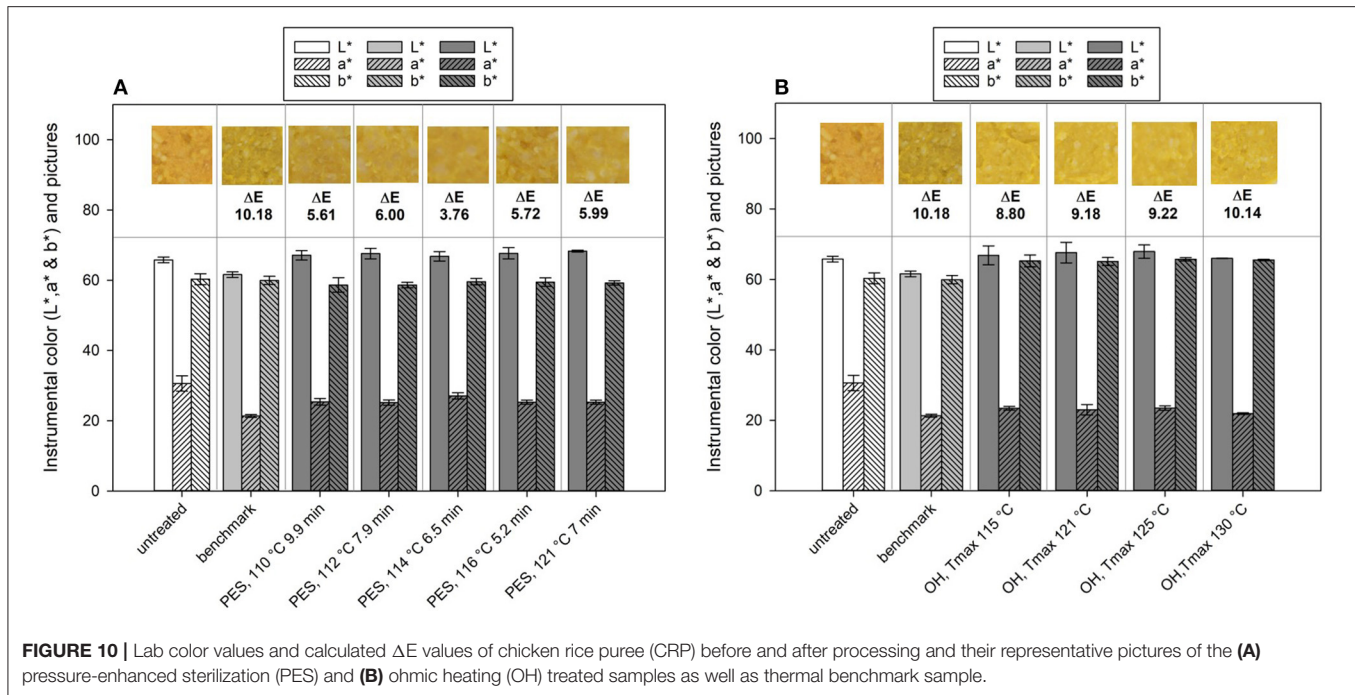 L* L* L*
a* a* a*
b* b* b*
A
Instrumental color (L*,a* & b*) and pictures
100
80
60
40
20
0
ΔE ΔE ΔE ΔE ΔE ΔE
10.18 5.61 6.00 3.76 5.72 5.99
untreated
benchmark
PES, 110 °C 9.9 min
PES, 112 °C 7.9 min
PES, 114 °C 6.5 min
PES, 116 °C 5.2 min
PES, 121 °C 7 min
L* L* L*
a* a* a*
b* b* b*
B
Instrumental color (L*,a* & b*) and pictures
100
80
60
40
20
0
ΔE ΔE ΔE ΔE ΔE
10.18 8.80 9.18 9.22 10.14
untreated
benchmark
OH, Tmax 115 °C
OH, Tmax 121 °C
OH, Tmax 125 °C
OH,Tmax 130 °C
FIGURE 10 | Lab color values and calculated ΔE values of chicken rice puree (CRP) before and after processing and their representative pictures of the (A)
pressure-enhanced sterilization (PES) and (B) ohmic heating (OH) treated samples as well as thermal benchmark sample.